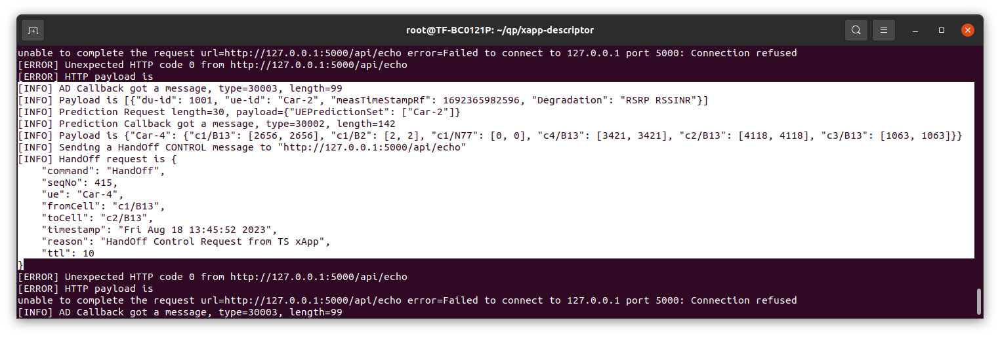 root@TF-BC0121P: ~/qp/xapp-descriptor
unable to complete the request url=http://127.0.0.1:5000/api/echo error=Failed to connect to 127.0.0.1 port 5000: Connection refused
[ERROR] Unexpected HTTP code 0 from http://127.0.0.1:5000/api/echo
[ERROR] HTTP payload is
[INFO] AD Callback got a message, type=30003, length=99
[INFO] Payload is [{"du-id": 1001, "ue-id": "Car-2", "measTimeStampRf": 1692365982596, "Degradation": "RSRP RSSINR"}]
[INFO] Prediction Request length=30, payload={"UEPredictionSet": ["Car-2"]}
[INFO] Prediction Callback got a message, type=30002, length=142
[INFO] Payload is {"Car-4": {"c1/B13": [2656, 2656], "c1/B2": [2, 2], "c1/N77": [0, 0], "c4/B13": [3421, 3421], "c2/B13": [4118, 4118], "c3/B13": [1063, 1063]}}
[INFO] Sending a HandOff CONTROL message to "http://127.0.0.1:5000/api/echo"
[INFO] HandOff request is {
    "command": "HandOff",
    "seqNo": 415,
    "ue": "Car-4",
    "fromCell": "c1/B13",
    "toCell": "c2/B13",
    "timestamp": "Fri Aug 18 13:45:52 2023",
    "reason": "HandOff Control Request from TS xApp",
    "ttl": 10
}
[ERROR] Unexpected HTTP code 0 from http://127.0.0.1:5000/api/echo
[ERROR] HTTP payload is
unable to complete the request url=http://127.0.0.1:5000/api/echo error=Failed to connect to 127.0.0.1 port 5000: Connection refused
[INFO] AD Callback got a message, type=30003, length=99